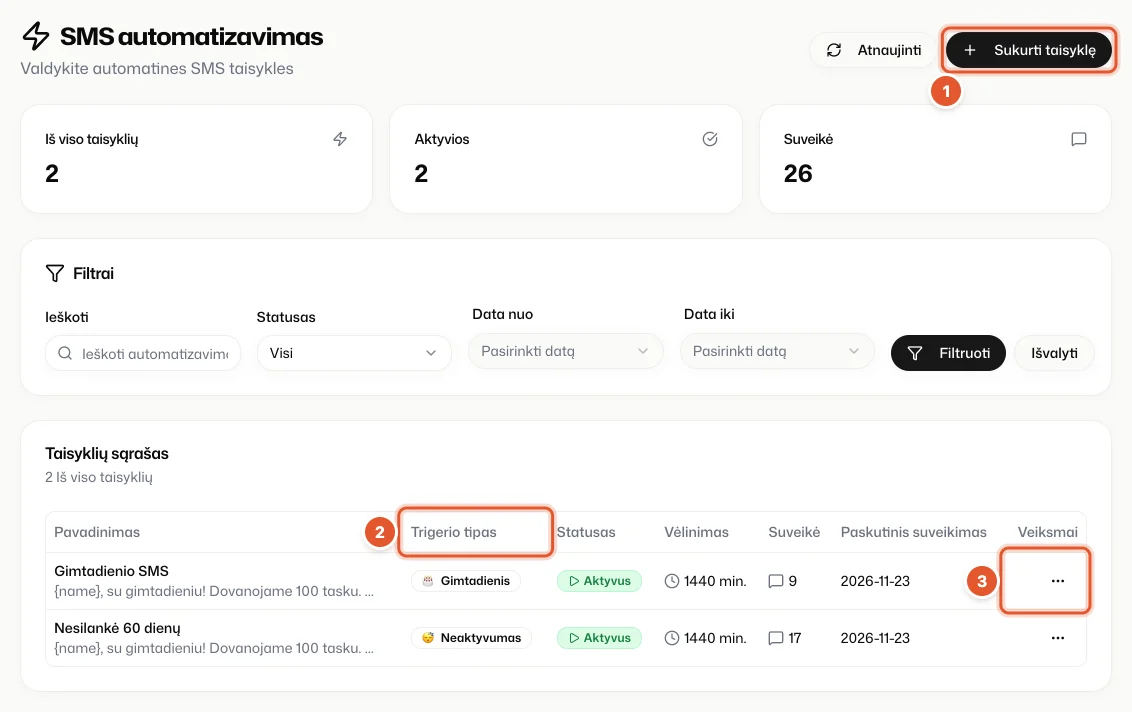 SMS automatizavimas
Valdykite automatines SMS taisykles
Atnaujinti
+ Sukurti taisyklę
1
Iš viso taisyklių
2
Aktyvios
2
Suveikė
26
Filtrai
Ieškoti
Ieškoti automatizavim
Statusas
Visi
Data nuo
Pasirinkti datą
Data iki
Pasirinkti datą
Filtruoti
Išvalyti
Taisyklių sąrašas
2 Iš viso taisyklių
Pavadinimas
2
Trigerio tipas
Statusas
Vėlinimas
Suveikė
Paskutinis suveikimas
Veiksmai
Gimtadienio SMS
{name}, su gimtadieniu! Dovanojame 100 tasku. ...
Gimtadienis
Aktyvus
1440 min.
9
2026-11-23
3
...
Nesilankė 60 dienų
{name}, su gimtadieniu! Dovanojame 100 tasku. ...
Neaktyvumas
Aktyvus
1440 min.
17
2026-11-23
...